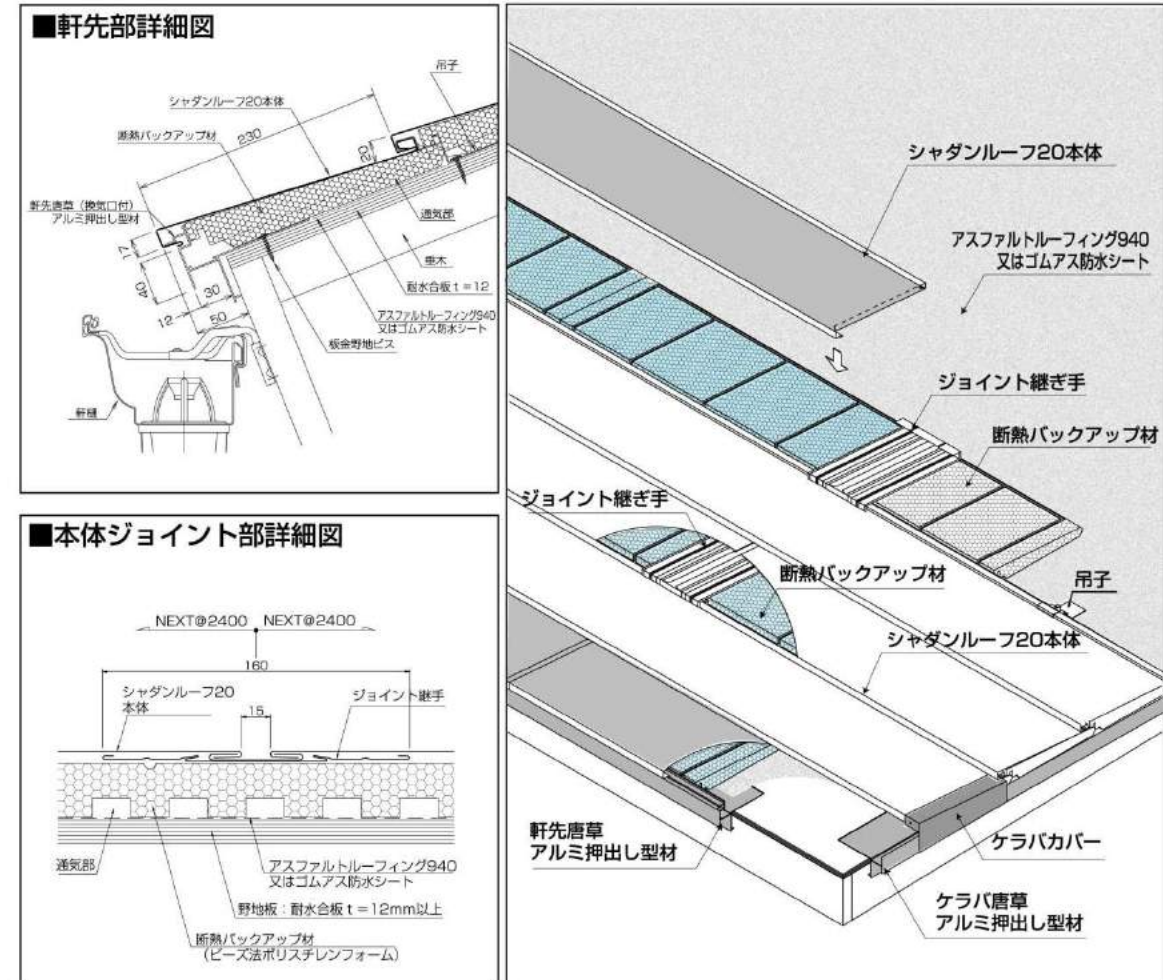 ■軒先部詳細図
吊子
シャダンルーフ20本体
230
断熱バックアップ材
20
軒先唐草（換気口付）
アルミ押出し型材
通気部
垂木
17
40
30
12
50
耐水合板t=12
アスファルトルーフィング940
又はゴムアス防水シート
板金野地ビス
軒樋
■本体ジョイント部詳細図
NEXT@2400 NEXT@2400
160
シャダンルーフ20
本体
ジョイント継手
15
通気部
アスファルトルーフィング940
又はゴムアス防水シート
野地板：耐水合板t=12mm以上
断熱バックアップ材
（ビーズ法ポリスチレンフォーム）
シャダンルーフ20本体
アスファルトルーフィング940
又はゴムアス防水シート
ジョイント継ぎ手
断熱バックアップ材
ジョイント継ぎ手
断熱バックアップ材
吊子
シャダンルーフ20本体
軒先唐草
アルミ押出し型材
ケラバカバー
ケラバ唐草
アルミ押出し型材